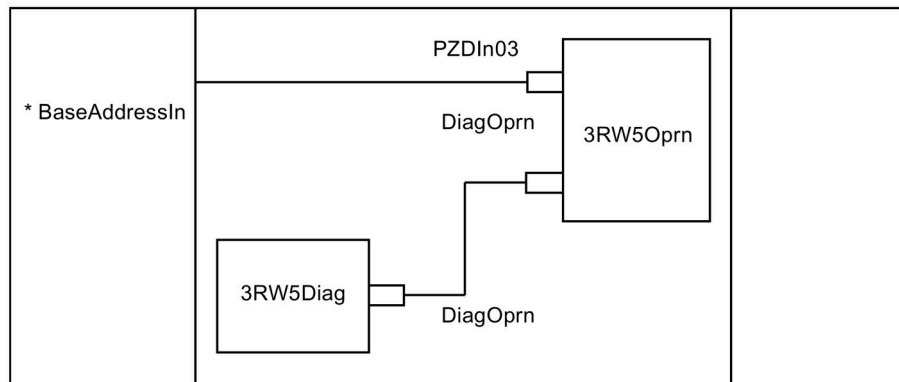 PZDIn03
* BaseAddressIn
DiagOprn
3RW5Oprn
3RW5Diag
DiagOprn